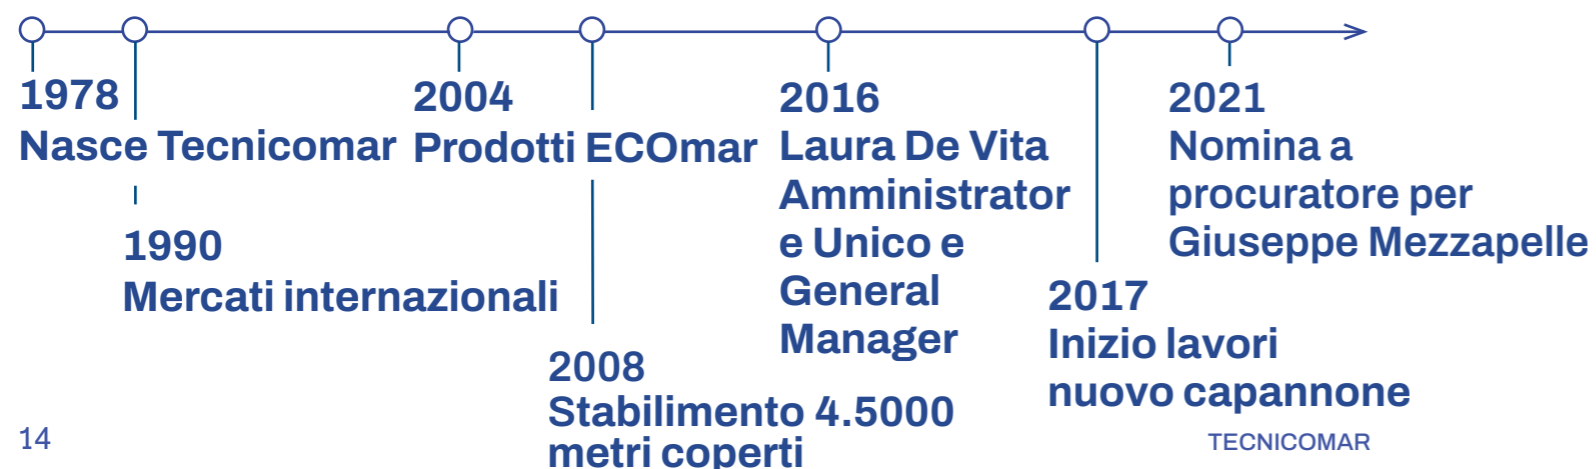 1978
Nasce Tecnicomar
1990
Mercati internazionali
2004
Prodotti ECOmar
2008
Stabilimento 4.5000
metri coperti
2016
Laura De Vita
Amministrator
e Unico e
General
Manager
2017
Inizio lavori
nuovo capannone
2021
Nomina a
procuratore per
Giuseppe Mezzapelle
14
TECNICOMAR